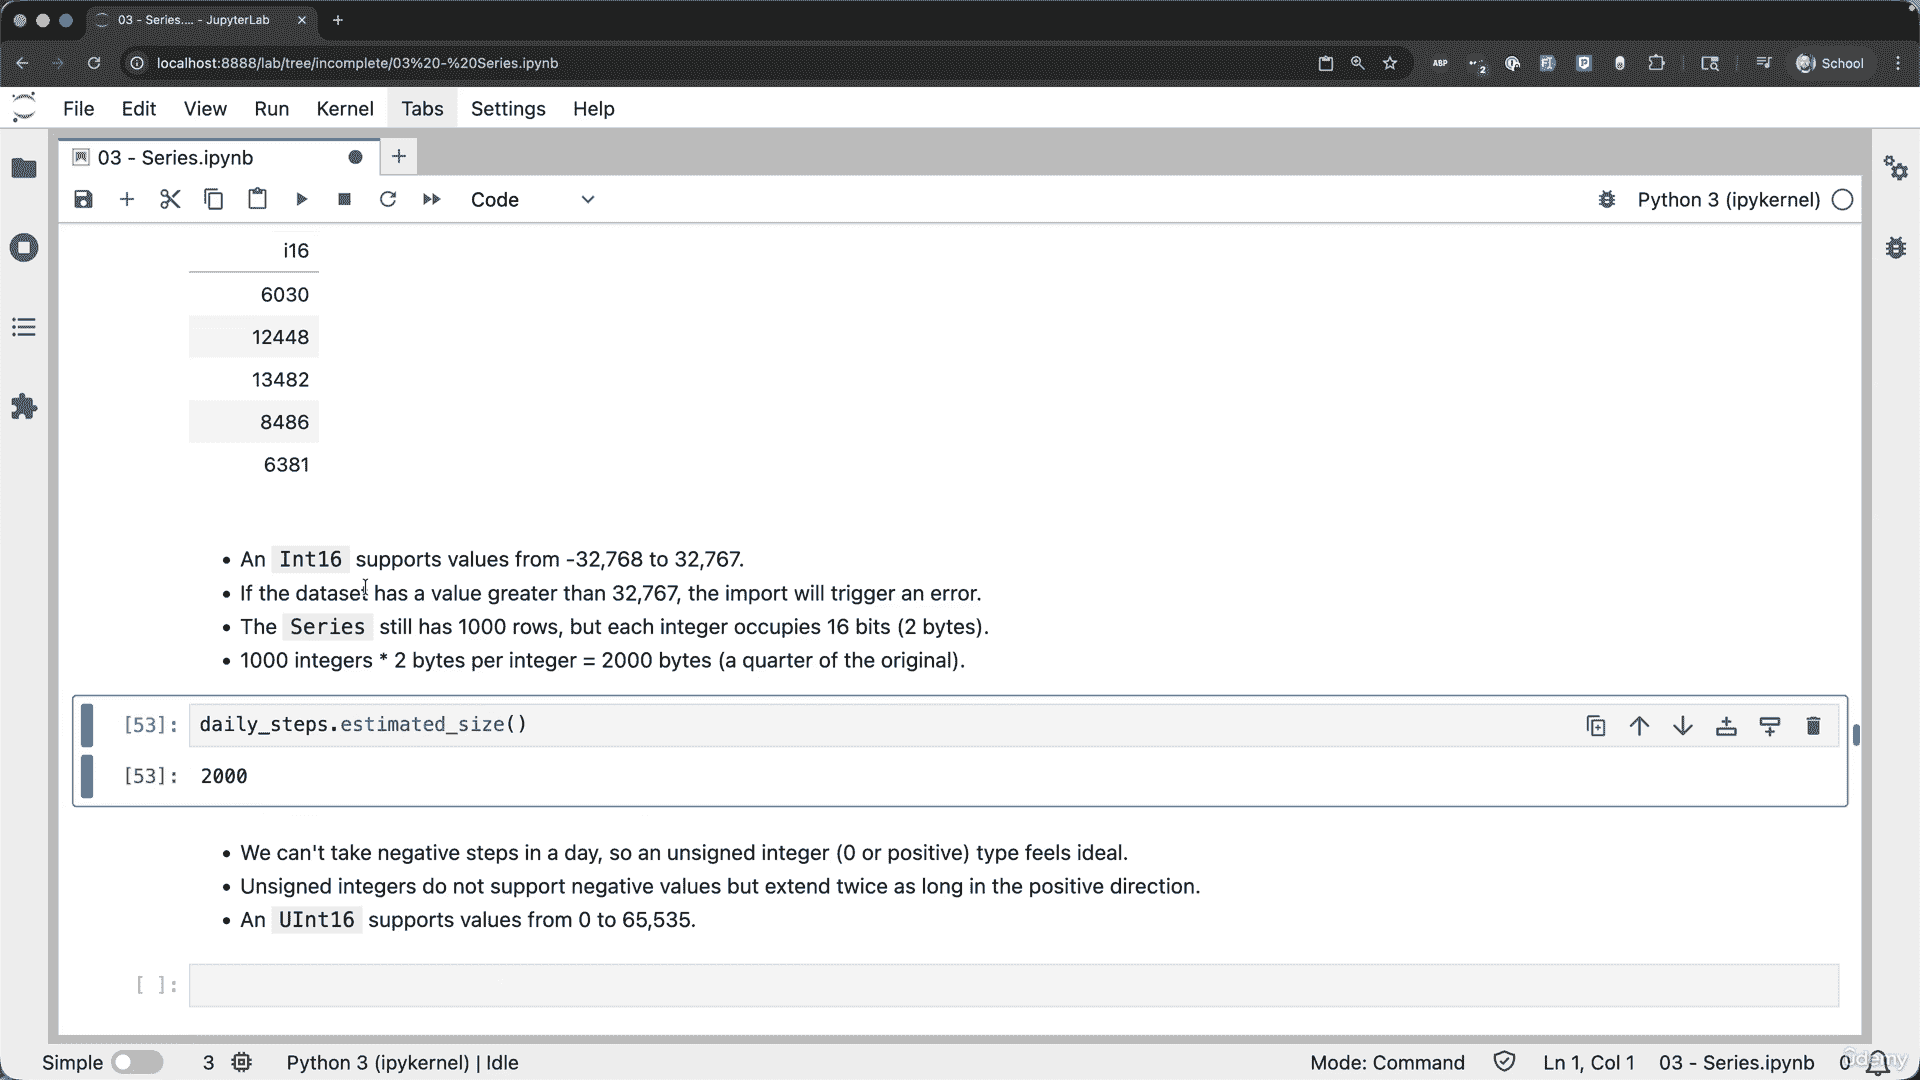 03 - Series.... - JupyterLab
localhost:8888/lab/tree/incomplete/03%20-%20Series.ipynb
ABP
2
School
File Edit View Run Kernel Tabs Settings Help
03 - Series.ipynb
Code
Python 3 (ipykernel)
i16
6030
12448
13482
8486
6381
• An Int16 supports values from -32,768 to 32,767.
• If the dataset has a value greater than 32,767, the import will trigger an error.
• The Series still has 1000 rows, but each integer occupies 16 bits (2 bytes).
• 1000 integers * 2 bytes per integer = 2000 bytes (a quarter of the original).
[53]: daily_steps.estimated_size()
[53]: 2000
• We can't take negative steps in a day, so an unsigned integer (0 or positive) type feels ideal.
• Unsigned integers do not support negative values but extend twice as long in the positive direction.
• An UInt16 supports values from 0 to 65,535.
[ ]:
Simple 3 Python 3 (ipykernel) | Idle Mode: Command Ln 1, Col 1 03 - Series.ipynb 0
Udemy